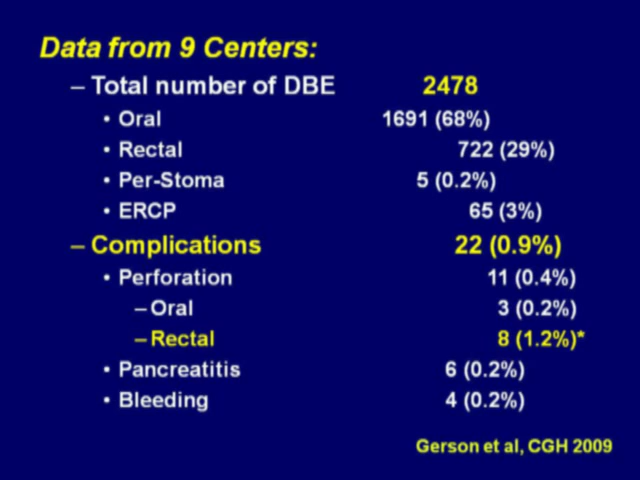 Data from 9 Centers:
– Total number of DBE 2478
• Oral 1691 (68%)
• Rectal 722 (29%)
• Per-Stoma 5 (0.2%)
• ERCP 65 (3%)
– Complications 22 (0.9%)
• Perforation 11 (0.4%)
– Oral 3 (0.2%)
– Rectal 8 (1.2%)*
• Pancreatitis 6 (0.2%)
• Bleeding 4 (0.2%)
Gerson et al, CGH 2009